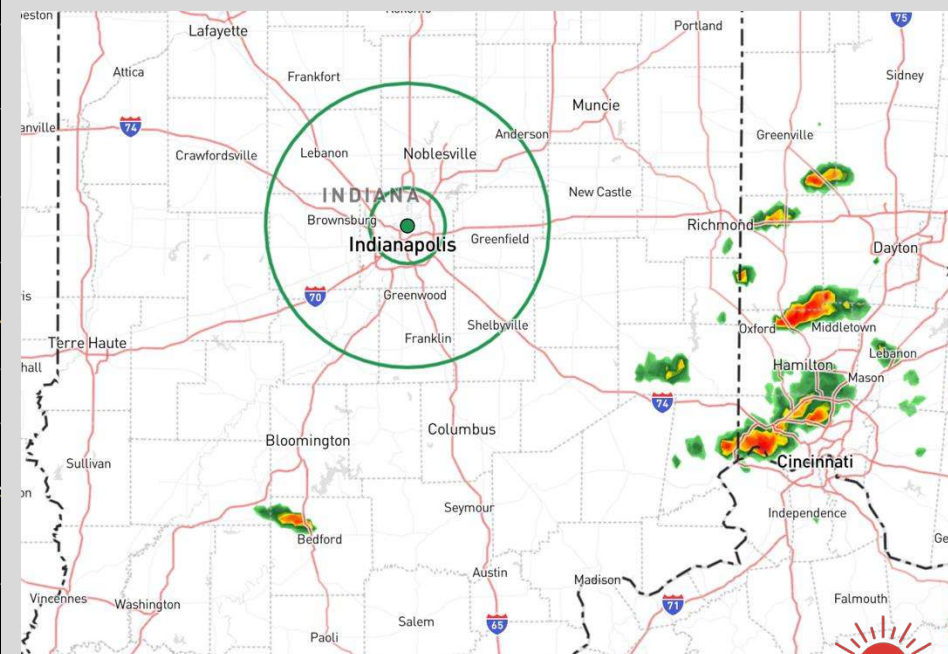 Lafayette
Portland
75
Attica
Frankfort
Sidney
Muncie
74
Anderson
Greenville
Crawfordsville
Lebanon
Noblesville
INDIANA
New Castle
Brownsburg
Richmond
Indianapolis
Greenfield
Dayton
70
Greenwood
Shelbyville
Oxford
Middletown
Franklin
Terre Haute
Lebanon
Hamilton
Mason
74
Columbus
Bloomington
Sullivan
Cincinnati
Seymour
Independence
Bedford
Austin
Madison
Vincennes
Washington
71
Falmouth
Salem
65
Paoli